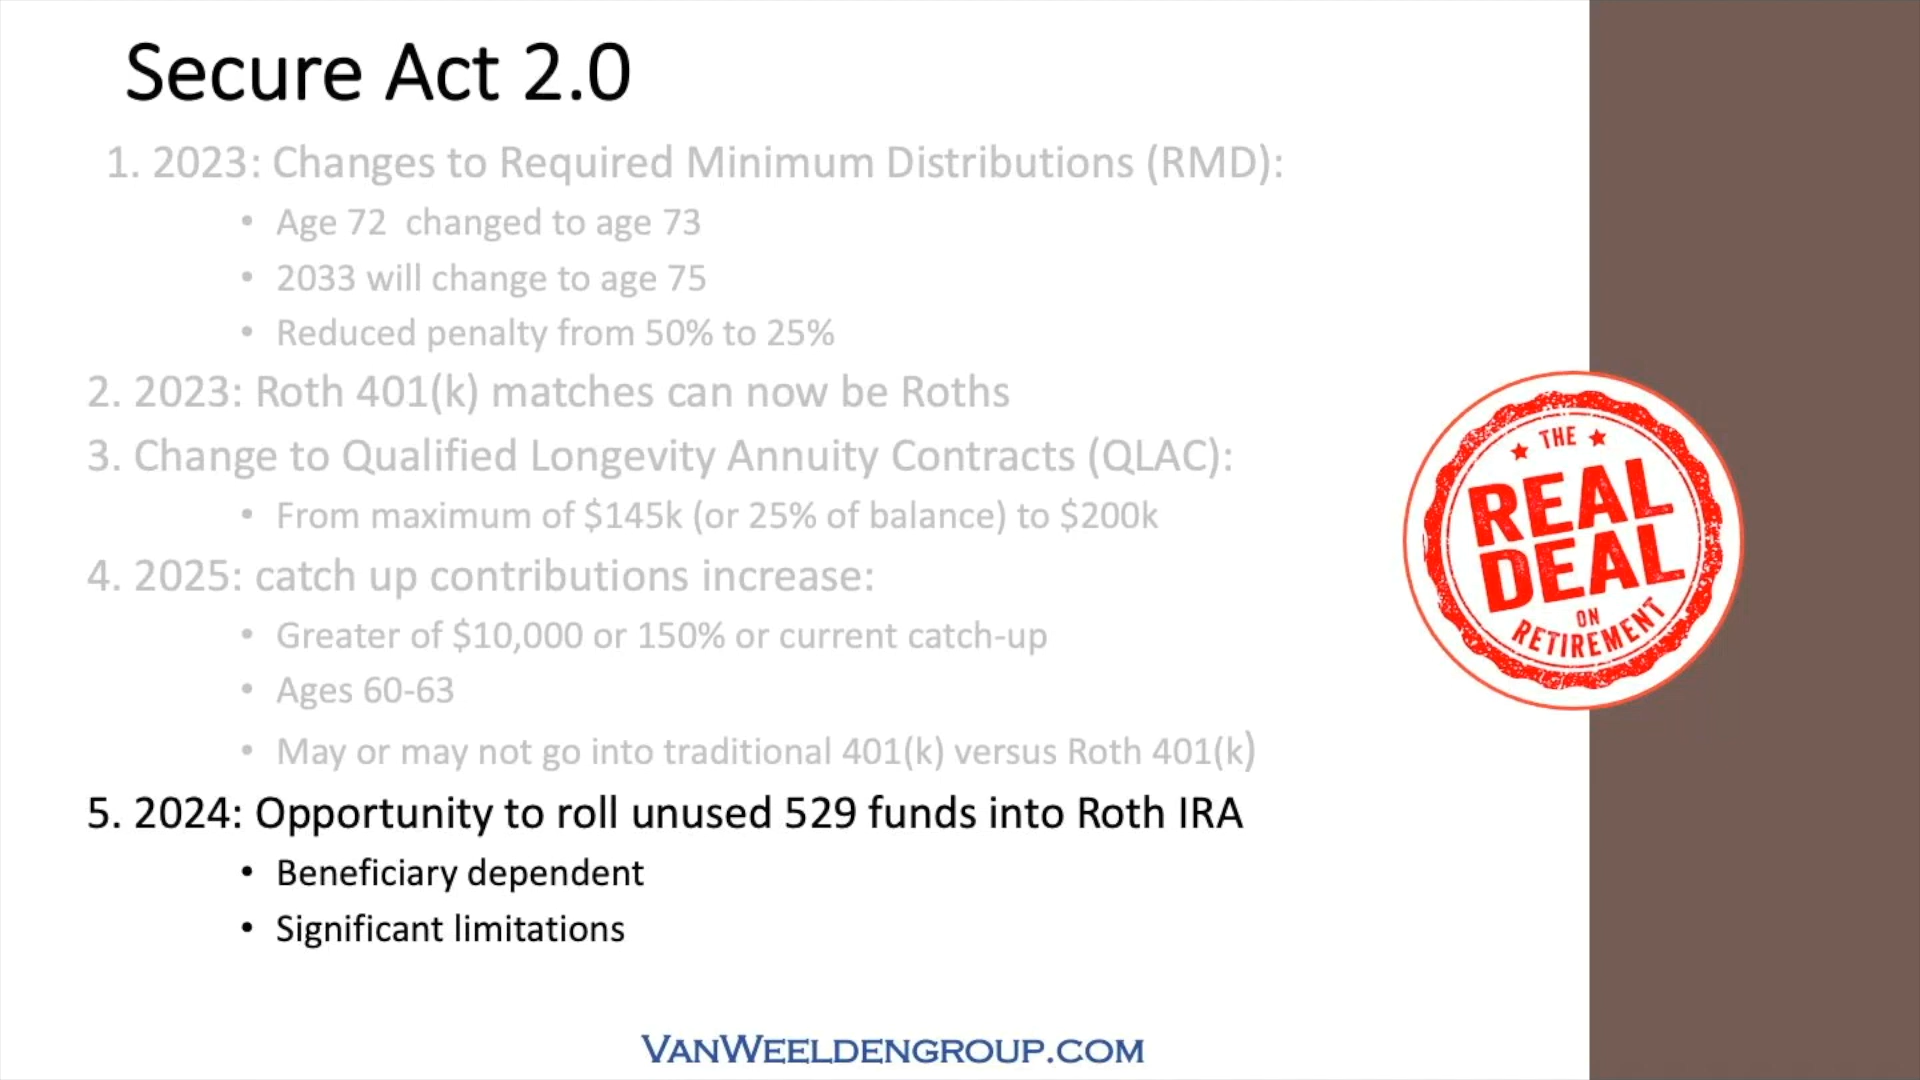 Secure Act 2.0
1. 2023: Changes to Required Minimum Distributions (RMD):
• Age 72  changed to age 73
• 2033 will change to age 75
• Reduced penalty from 50% to 25%
2. 2023: Roth 401(k) matches can now be Roths
3. Change to Qualified Longevity Annuity Contracts (QLAC):
• From maximum of $145k (or 25% of balance) to $200k
4. 2025: catch up contributions increase:
• Greater of $10,000 or 150% or current catch-up
• Ages 60-63
• May or may not go into traditional 401(k) versus Roth 401(k)
5. 2024: Opportunity to roll unused 529 funds into Roth IRA
• Beneficiary dependent
• Significant limitations
THE
REAL
DEAL
ON
RETIREMENT
VANWEELDENGROUP.COM